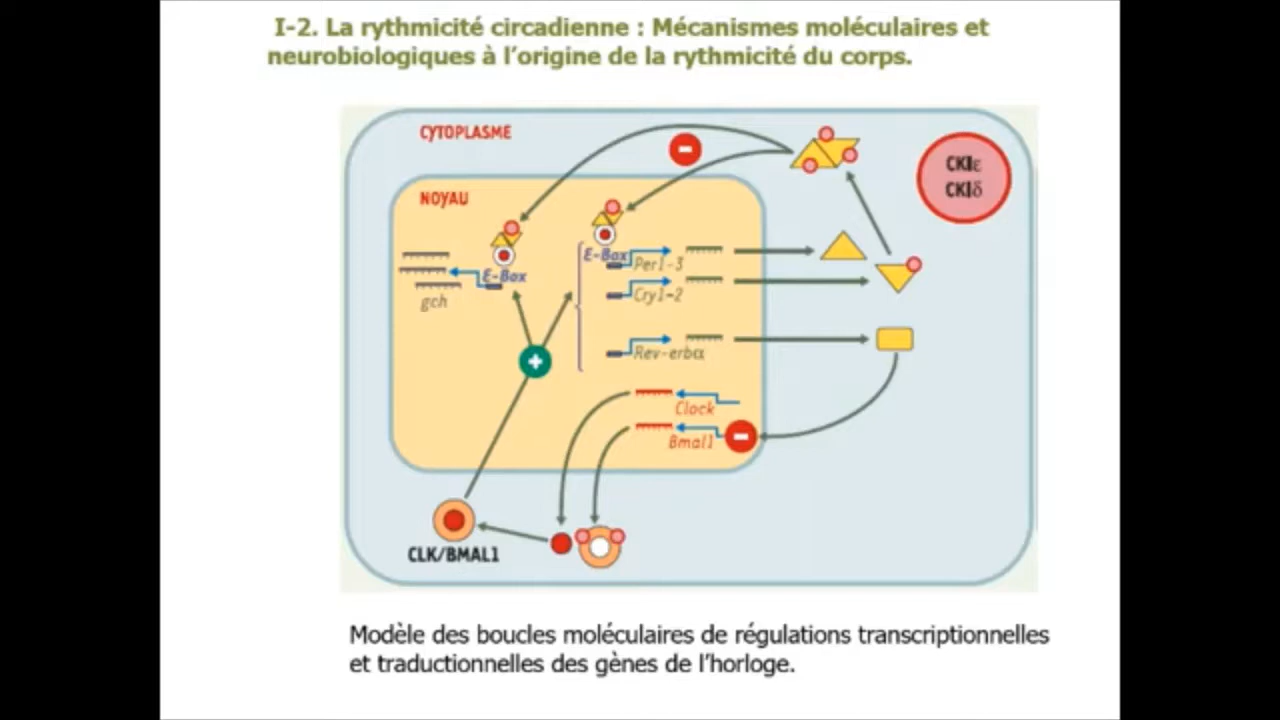 I-2. La rythmicité circadienne : Mécanismes moléculaires et
neurobiologiques à l'origine de la rythmicité du corps.
CYTOPLASME
CKIε
CKIδ
NOYAU
E-Box
Per1-3
E-Box
Cry1-2
gch
Rev-erbα
Clock
Bmal1
CLK/BMAL1
Modèle des boucles moléculaires de régulations transcriptionnelles
et traductionnelles des gènes de l'horloge.